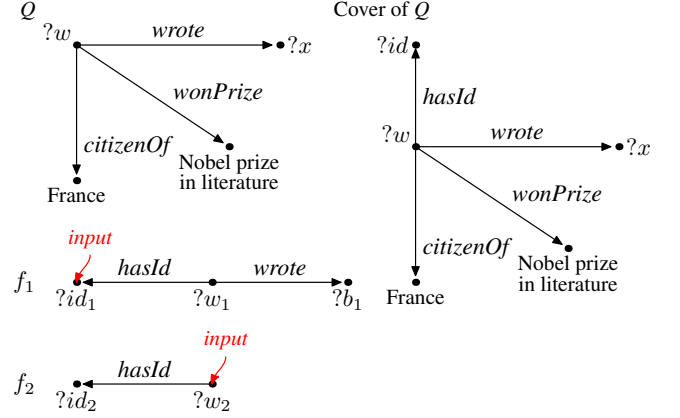 Q
?w
wrote
?x
wonPrize
citizenOf
Nobel prize
in literature
France
Cover of Q
?id
hasId
?w
wrote
?x
wonPrize
citizenOf
Nobel prize
in literature
France
input
f₁
hasId
wrote
?id₁
?w₁
?b₁
input
f₂
hasId
?id₂
?w₂